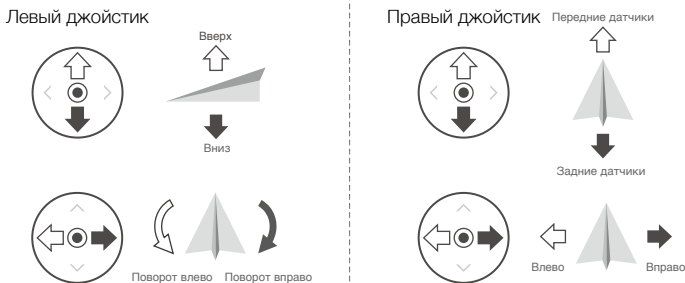 Левый джойстик
Вверх
Вниз
Поворот влево
Поворот вправо
Правый джойстик
Передние датчики
Задние датчики
Влево
Вправо